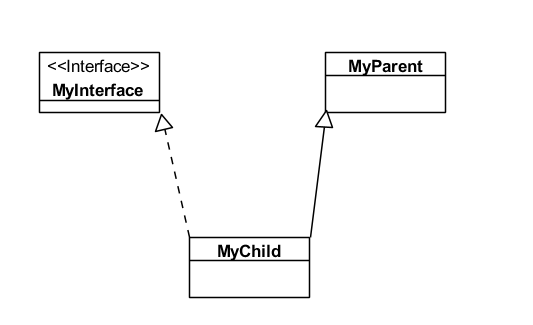 <<Interface>>
MyInterface
MyParent
MyChild